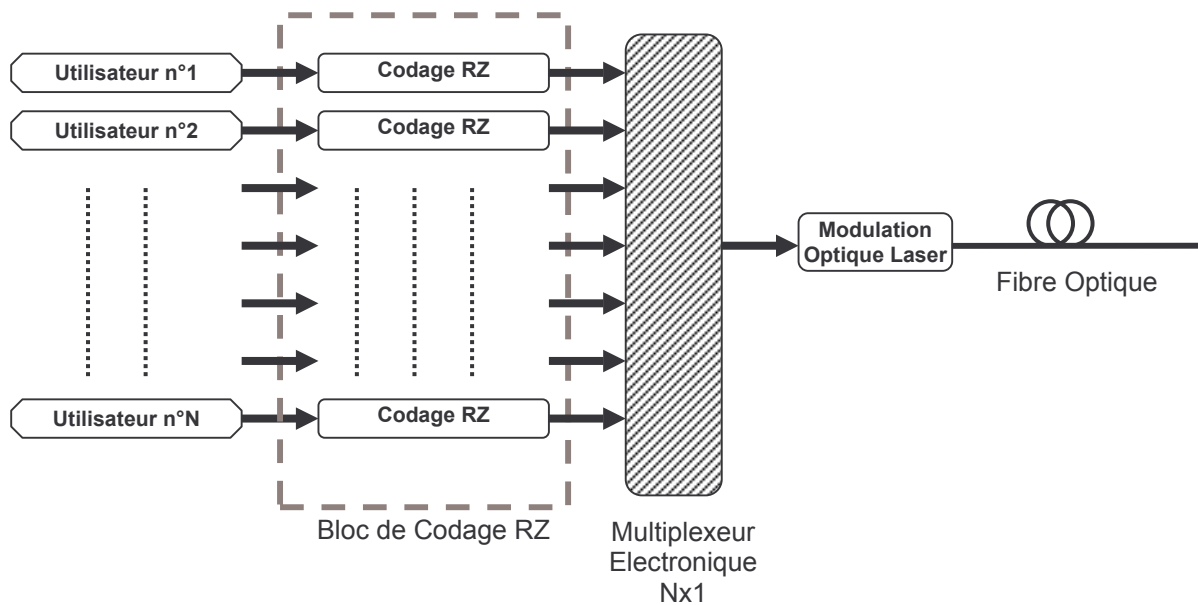 Utilisateur n°1
Codage RZ
Utilisateur n°2
Codage RZ
Modulation
Optique Laser
Fibre Optique
Utilisateur n°N
Codage RZ
Bloc de Codage RZ
Multiplexeur
Electronique
Nx1